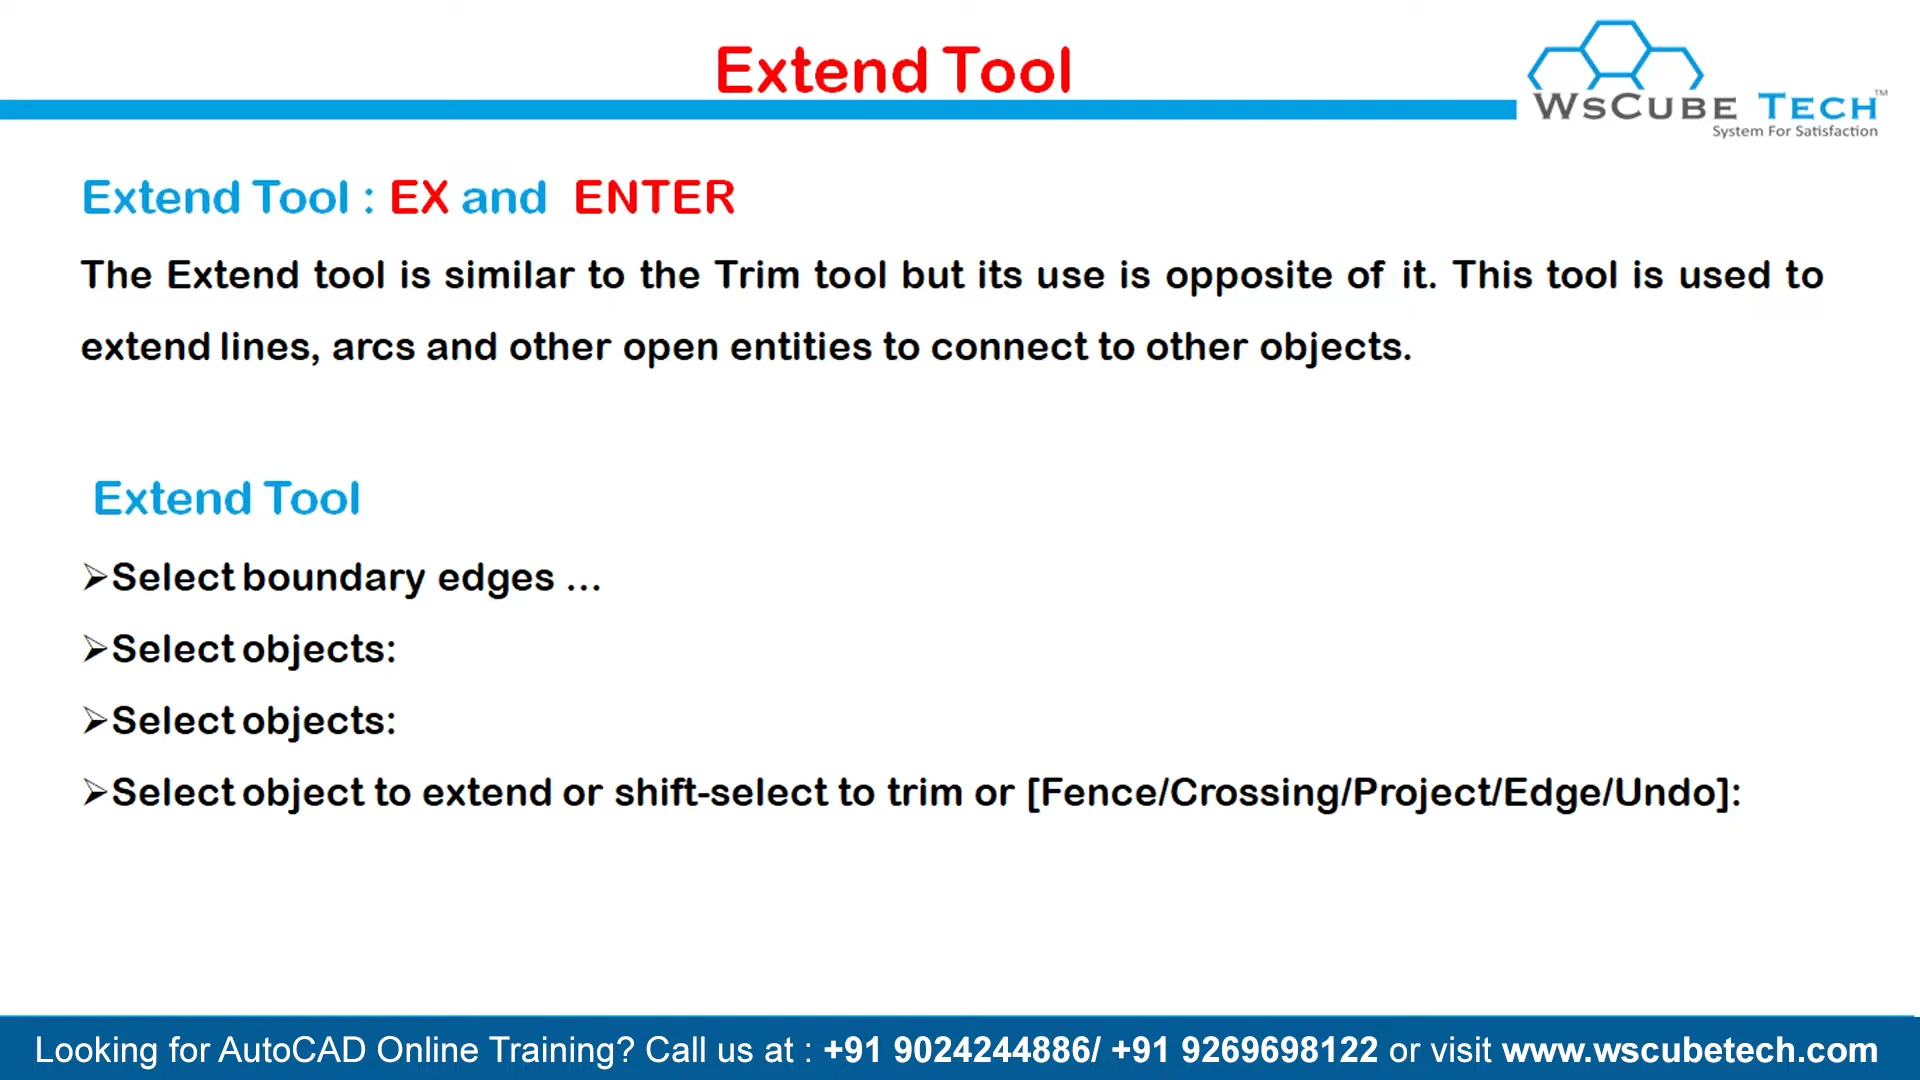 Extend Tool
WSCUBE TECH™
System For Satisfaction
Extend Tool : EX and ENTER
The Extend tool is similar to the Trim tool but its use is opposite of it. This tool is used to
extend lines, arcs and other open entities to connect to other objects.
Extend Tool
➢Select boundary edges ...
➢Select objects:
➢Select objects:
➢Select object to extend or shift-select to trim or [Fence/Crossing/Project/Edge/Undo]:
Looking for AutoCAD Online Training? Call us at : +91 9024244886/ +91 9269698122 or visit www.wscubetech.com